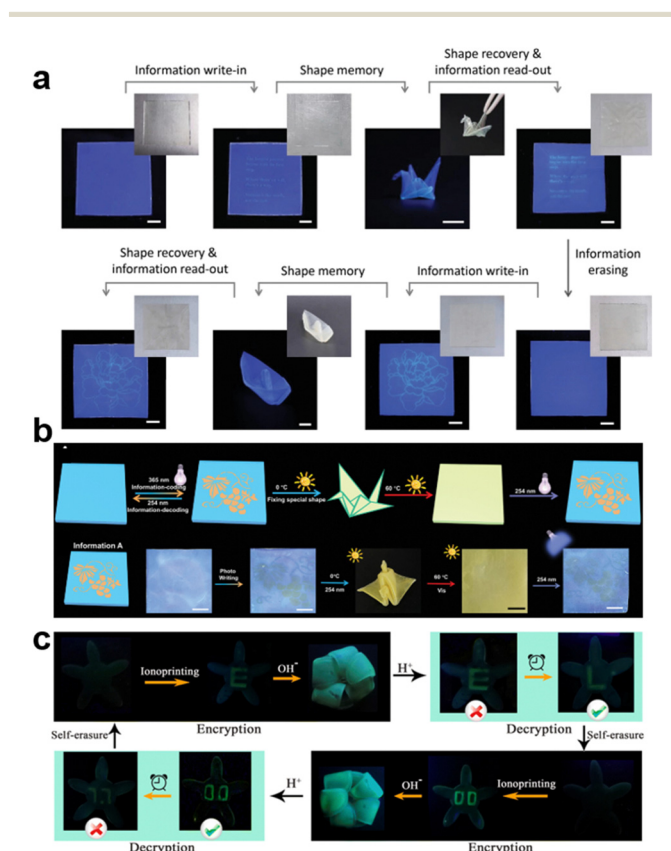 a
Information write-in
Shape memory
Shape recovery &
information read-out
Shape recovery &
information read-out
Shape memory
Information write-in
Information
erasing
b
365 nm
Information-coding
254 nm
Information-decoding
0 °C
Fixing special shape
60 °C
254 nm
Information A
Photo
Writing
0°C
254 nm
60 °C
Vis
254 nm
c
Ionoprinting
E
OH⁻
Encryption
H⁺
E
L
Decryption
Self-erasure
Self-erasure
H⁺
OH⁻
00
Ionoprinting
Decryption
Encryption